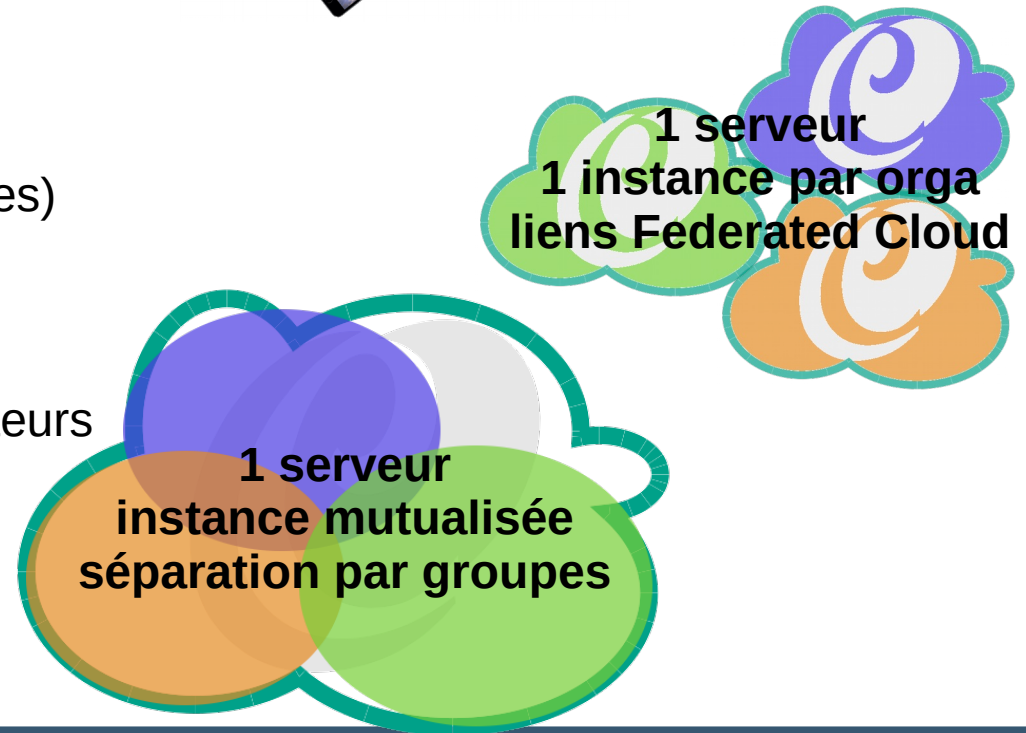 1 serveur
1 instance par orga
es)
liens Federated Cloud
eurs
1 serveur
instance mutualisée
séparation par groupes